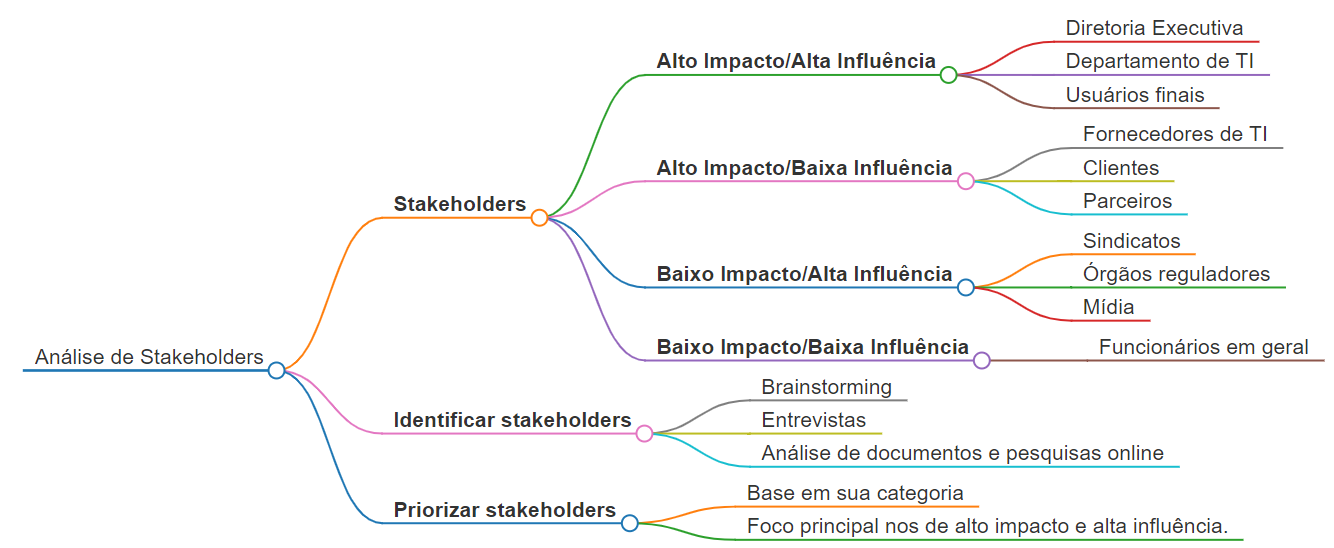 Análise de Stakeholders
Stakeholders
Alto Impacto/Alta Influência
Diretoria Executiva
Departamento de TI
Usuários finais
Alto Impacto/Baixa Influência
Fornecedores de TI
Clientes
Parceiros
Baixo Impacto/Alta Influência
Sindicatos
Órgãos reguladores
Mídia
Baixo Impacto/Baixa Influência
Funcionários em geral
Identificar stakeholders
Brainstorming
Entrevistas
Análise de documentos e pesquisas online
Priorizar stakeholders
Base em sua categoria
Foco principal nos de alto impacto e alta influência.